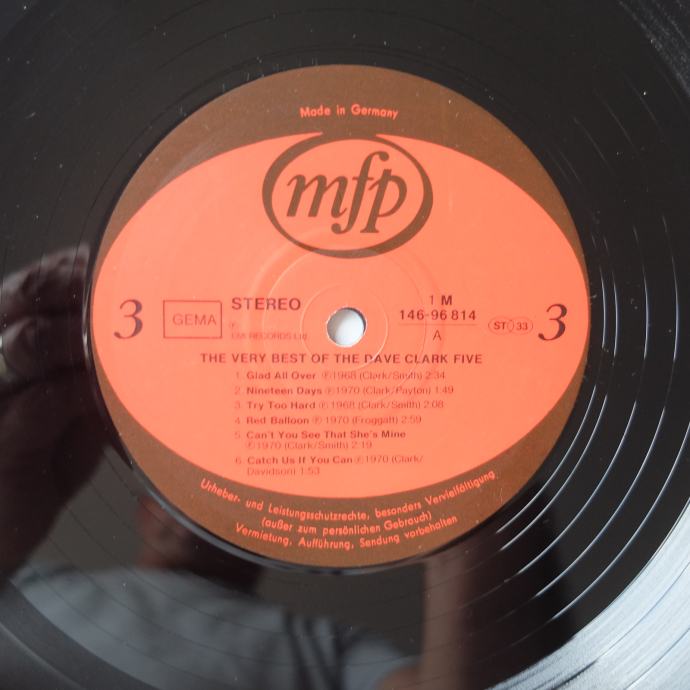 Made in Germany
mfp
3
GEMA
STEREO
℗
EMI RECORDS Ltd
1 M
146-96 814
A
ST 33
3
THE VERY BEST OF THE DAVE CLARK FIVE
1. Glad All Over ℗1968 (Clark/Smith) 2:34
2. Nineteen Days ℗1970 (Clark/Payton) 1:49
3. Try Too Hard ℗1968 (Clark/Smith) 2:08
4. Red Balloon ℗1970 (Froggatt) 2:59
5. Can't You See That She's Mine
℗1970 (Clark/Smith) 2:19
6. Catch Us If You Can ℗1970 (Clark/
Davidson) 1:53
Urheber- und Leistungsschutzrechte, besonders Vervielfältigung
(außer zum persönlichen Gebrauch)
Vermietung, Aufführung, Sendung vorbehalten